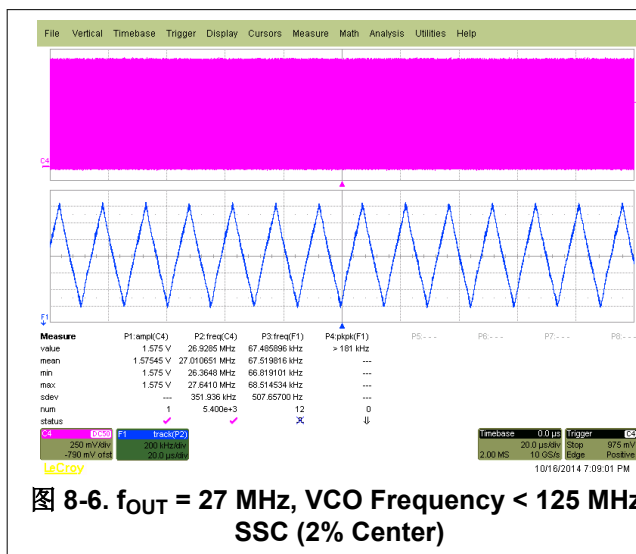 File Vertical Timebase Trigger Display Cursors Measure Math Analysis Utilities Help
C4
F1
Measure P1:ampl(C4) P2:freq(C4) P3:freq(F1) P4:pkpk(F1) P5:- - - P6:- - - P7:- - - P8:- - -
value 1.575 V 26.9285 MHz 67.485896 kHz > 181 kHz
mean 1.57545 V 27.010651 MHz 67.519816 kHz ---
min 1.575 V 26.3648 MHz 66.819101 kHz ---
max 1.575 V 27.6410 MHz 68.514534 kHz ---
sdev --- 351.936 kHz 507.65700 Hz ---
num 1 5.400e+3 12 0
status
C4 DC50
250 mV/div
-790 mV ofst
F1 track(P2)
200 kHz/div
20.0 µs/div
Timebase 0.0 µs
20.0 µs/div
2.00 MS 10 GS/s
Trigger C4
Stop 975 mV
Edge Positive
LeCroy
10/16/2014 7:09:01 PM
图 8-6. fOUT = 27 MHz, VCO Frequency < 125 MHz
SSC (2% Center)